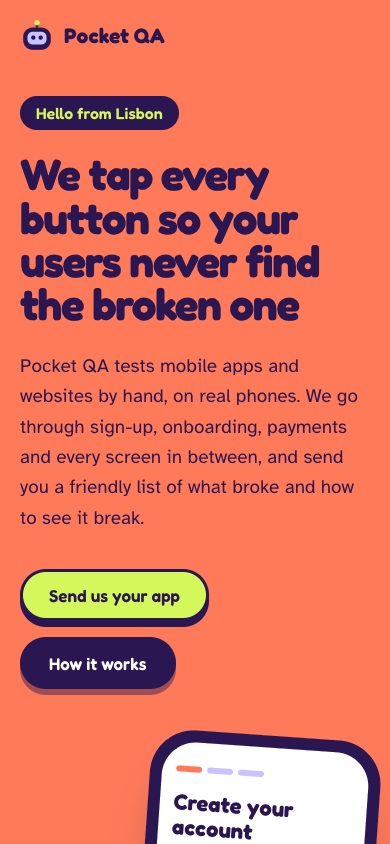 Pocket QA
Hello from Lisbon
We tap every
button so your
users never find
the broken one
Pocket QA tests mobile apps and
websites by hand, on real phones. We go
through sign-up, onboarding, payments
and every screen in between, and send
you a friendly list of what broke and how
to see it break.
Send us your app
How it works
Create your
account